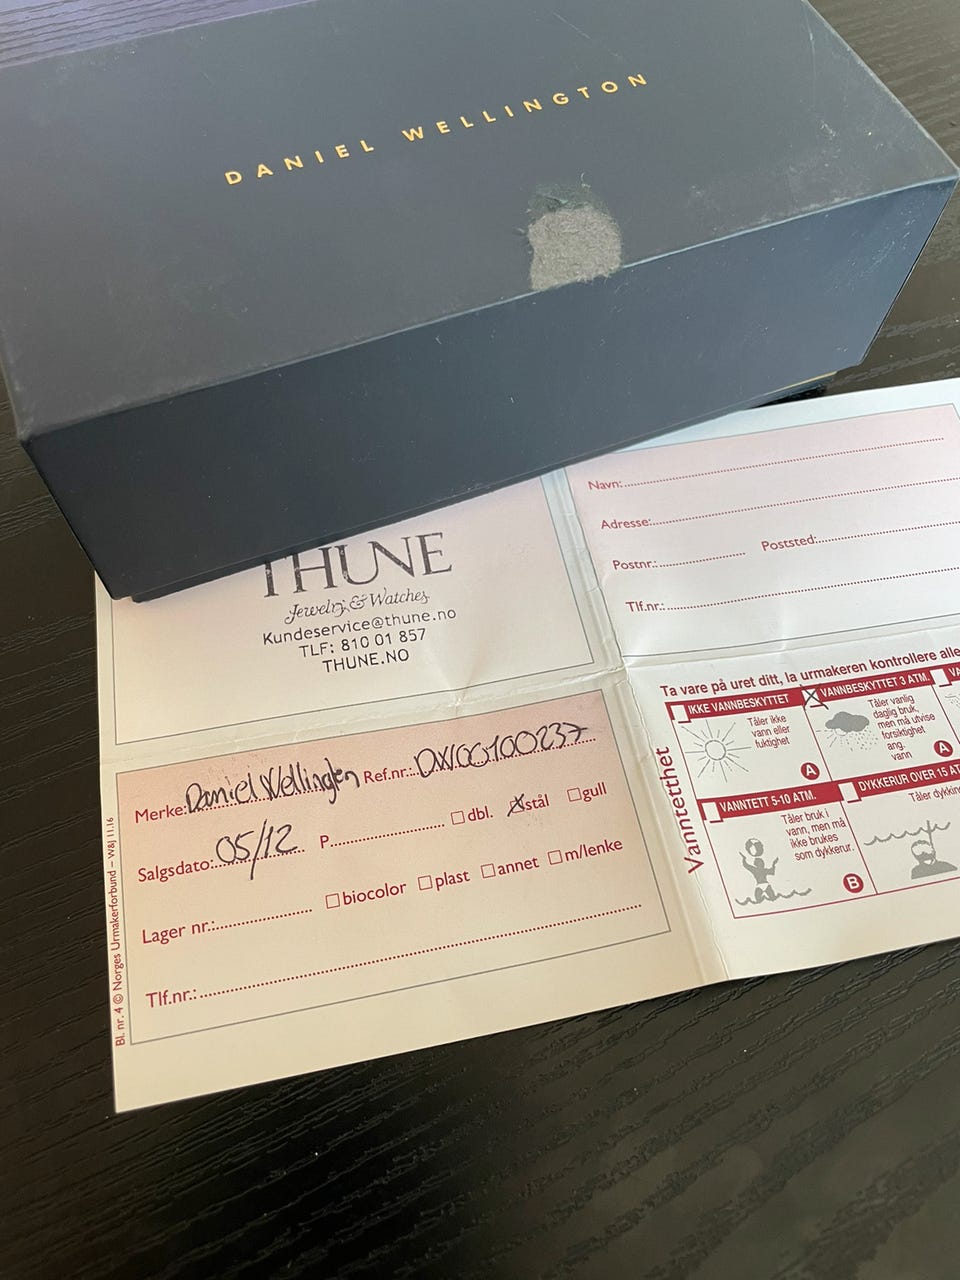 DANIEL WELLINGTON
THUNE
Jewelry & Watches
Kundeservice@thune.no
TLF: 810 01 857
THUNE.NO
Navn:
Adresse:
Postnr.: Poststed:
Tlf.nr.:
Merke: Daniel Wellington Ref.nr.: DW00100237
Salgsdato: 05/12 P dbl. stål gull
Lager nr.: biocolor plast annet m/lenke
Tlf.nr.:
Bl. nr. 4 © Norges Urmakerforbund – W&J 11.16
Ta vare på uret ditt, la urmakeren kontrollere
Vanntetthet
IKKE VANNBESKYTTET
Tåler ikke
vann eller
fuktighet
A
VANNBESKYTTET 3 ATM.
Tåler vanlig
daglig bruk,
men må utvise
forsiktighet
ang.
vann
A
VANNTETT 5-10 ATM.
Tåler bruk i
vann, men må
ikke brukes
som dykkerur.
B
DYKKERUR OVER 15
Tåler